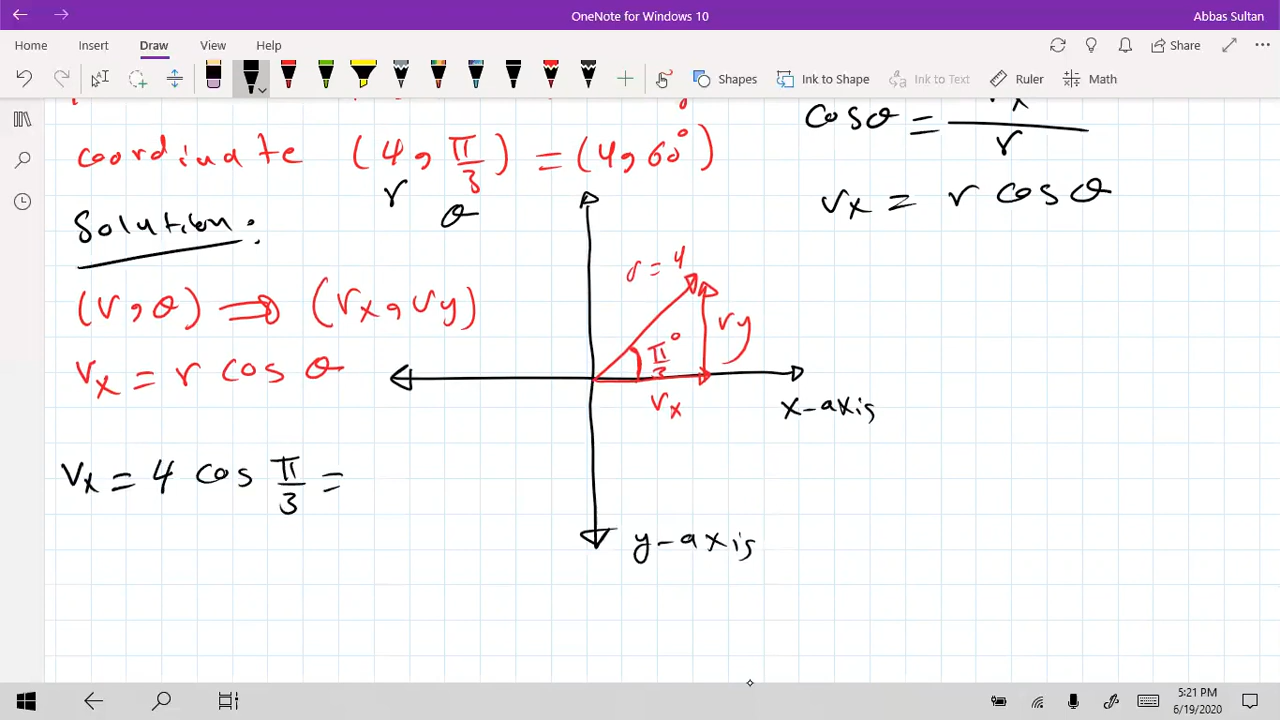 OneNote for Windows 10
Abbas Sultan
Home Insert Draw View Help
Share
Shapes Ink to Shape Ink to Text Ruler Math
coordinate (4, π/3) = (4, 60°)
r θ
Solution:
(r, θ) ⇒ (rx, ry)
rx = r cos θ
rx = 4 cos π/3 =
r = 4
π/3°
ry
rx
x-axis
y-axis
cosθ = rx/r
rx = r cos θ
5:21 PM
6/19/2020